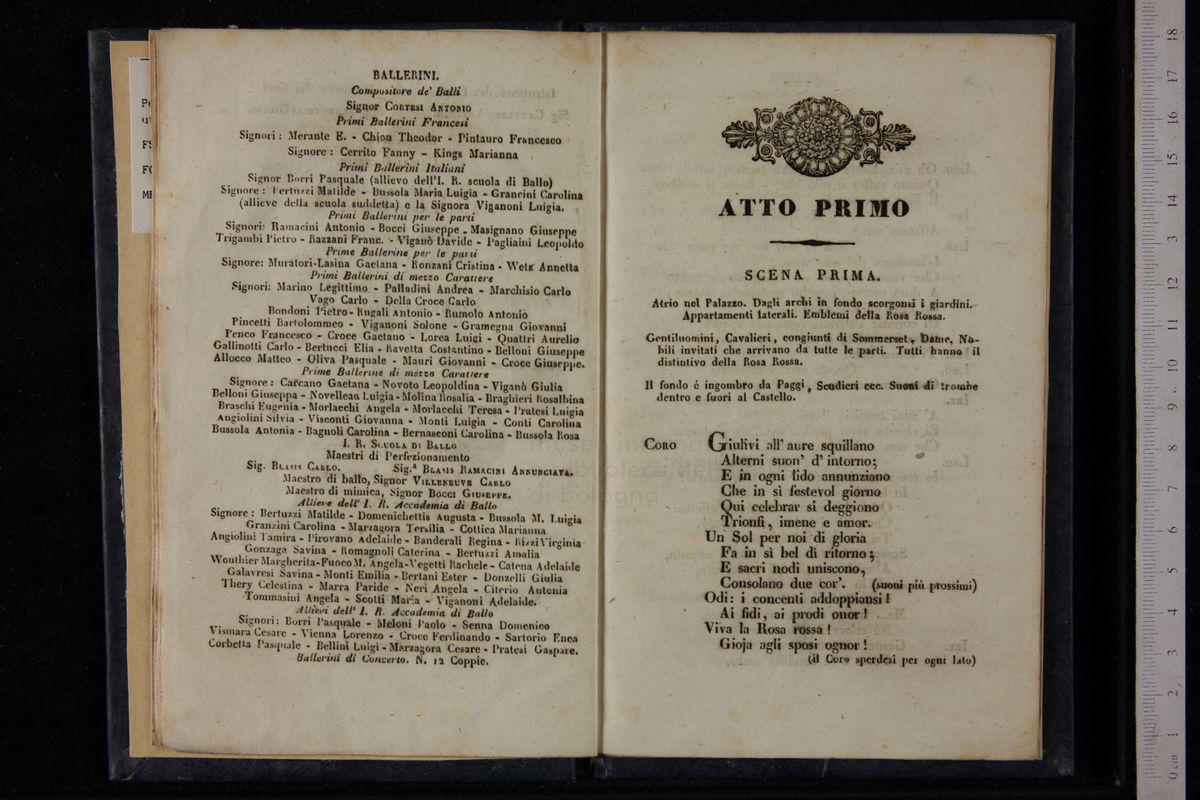 BALLERINI.
Compositore de' Balli
Signor Cortesi Antonio
Primi Ballerini Francesi
Signori: Merante E. - Chion Theodor - Pintauro Francesco
Signore: Cerrito Fanny - Kings Marianna
Primi Ballerini Italiani
Signor Borri Pasquale (allievo dell'I. R. scuola di Ballo)
Signore: Bertuzzi Matilde - Bussola Maria Luigia - Grancini Carolina
(allieve della scuola suddetta) e la Signora Viganoni Luigia.
Primi Ballerini per le parti
Signori: Ramacini Antonio - Bocci Giuseppe - Masignano Giuseppe
Trigambi Pietro - Razzani Franc. - Viganò Davide - Pagliaini Leopoldo
Prime Ballerine per le parti
Signore: Muratori-Lasina Gaetana - Ronzani Cristina - Wetz Annetta
Primi Ballerini di mezzo Carattere
Signori: Marino Legittimo - Palladini Andrea - Marchisio Carlo
Vago Carlo - Della Croce Carlo
Bondoni Pietro - Rugali Antonio - Rumolo Antonio
Pincetti Bartolommeo - Viganoni Solone - Gramegna Giovanni
Penco Francesco - Croce Gaetano - Lorea Luigi - Quattri Aurelio
Gallinotti Carlo - Bertucci Elia - Ravetta Costantino - Belloni Giuseppe
Allocco Matteo - Oliva Pasquale - Mauri Giovanni - Croce Giuseppe.
Prime Ballerine di mezzo Carattere
Signore: Carcano Gaetana - Novoto Leopoldina - Viganò Giulia
Belloni Giuseppa - Novelleau Luigia - Molina Rosalia - Braghieri Rosalbina
Braschi Eugenia - Morlacchi Angela - Morlacchi Teresa - Pratesi Luigia
Angiolini Silvia - Visconti Giovanna - Monti Luigia - Conti Carolina
Bussola Antonia - Bagnoli Carolina - Bernasconi Carolina - Bussola Rosa
I. R. Scuola di Ballo
Maestri di Perfezionamento
Sig. Blasis Carlo. Sig.ª Blasis Ramacini Annunciata.
Maestro di ballo, Signor Villeneuve Carlo
Maestro di mimica, Signor Bocci Giuseppe.
Allieve dell' I. R. Accademia di Ballo
Signore: Bertuzzi Matilde - Domenichettis Augusta - Bussola M. Luigia
Granzini Carolina - Marzagora Tersilia - Cottica Marianna
Angiolini Tamira - Pirovano Adelaide - Banderali Regina - Rizzi Virginia
Gonzaga Savina - Romagnoli Caterina - Bertuzzi Amalia
Wouthier Margherita-Fuoco M. Angela-Vegetti Rachele - Catena Adelaide
Galavresi Savina - Monti Emilia - Bertani Ester - Donzelli Giulia
Thery Celestina - Marra Paride - Neri Angela - Citerio Antonia
Tommasini Angela - Scotti Maria - Viganoni Adelaide.
Allievi dell' I. R. Accademia di Ballo
Signori: Borri Pasquale - Meloni Paolo - Senna Domenico
Vismara Cesare - Vienna Lorenzo - Croce Ferdinando - Sartorio Enea
Corbetta Pasquale - Bellini Luigi - Marzagora Cesare - Pratesi Gaspare.
Ballerini di Concerto. N. 12 Coppie.
ATTO PRIMO
SCENA PRIMA.
Atrio nel Palazzo. Dagli archi in fondo scorgonsi i giardini.
Appartamenti laterali. Emblemi della Rosa Rossa.
Gentiluomini, Cavalieri, congiunti di Sommerset, Dame, No-
bili invitati che arrivano da tutte le parti. Tutti hanno il
distintivo della Rosa Rossa.
Il fondo è ingombro da Paggi, Scudieri ecc. Suoni di trombe
dentro e fuori al Castello.
Coro Giulivi all' aure squillano
Alterni suon' d' intorno;
E in ogni lido annunziano
Che in sì festevol giorno
Qui celebrar si deggiono
Trionfi, imene e amor.
Un Sol per noi di gloria
Fa in sì bel dì ritorno;
E sacri nodi uniscono,
Consolano due cor'. (suoni più prossimi)
Odi: i concenti addoppiansi!
Ai fidi, ai prodi onor!
Viva la Rosa rossa!
Gioja agli sposi ognor!
(il Coro sperdesi per ogni lato)